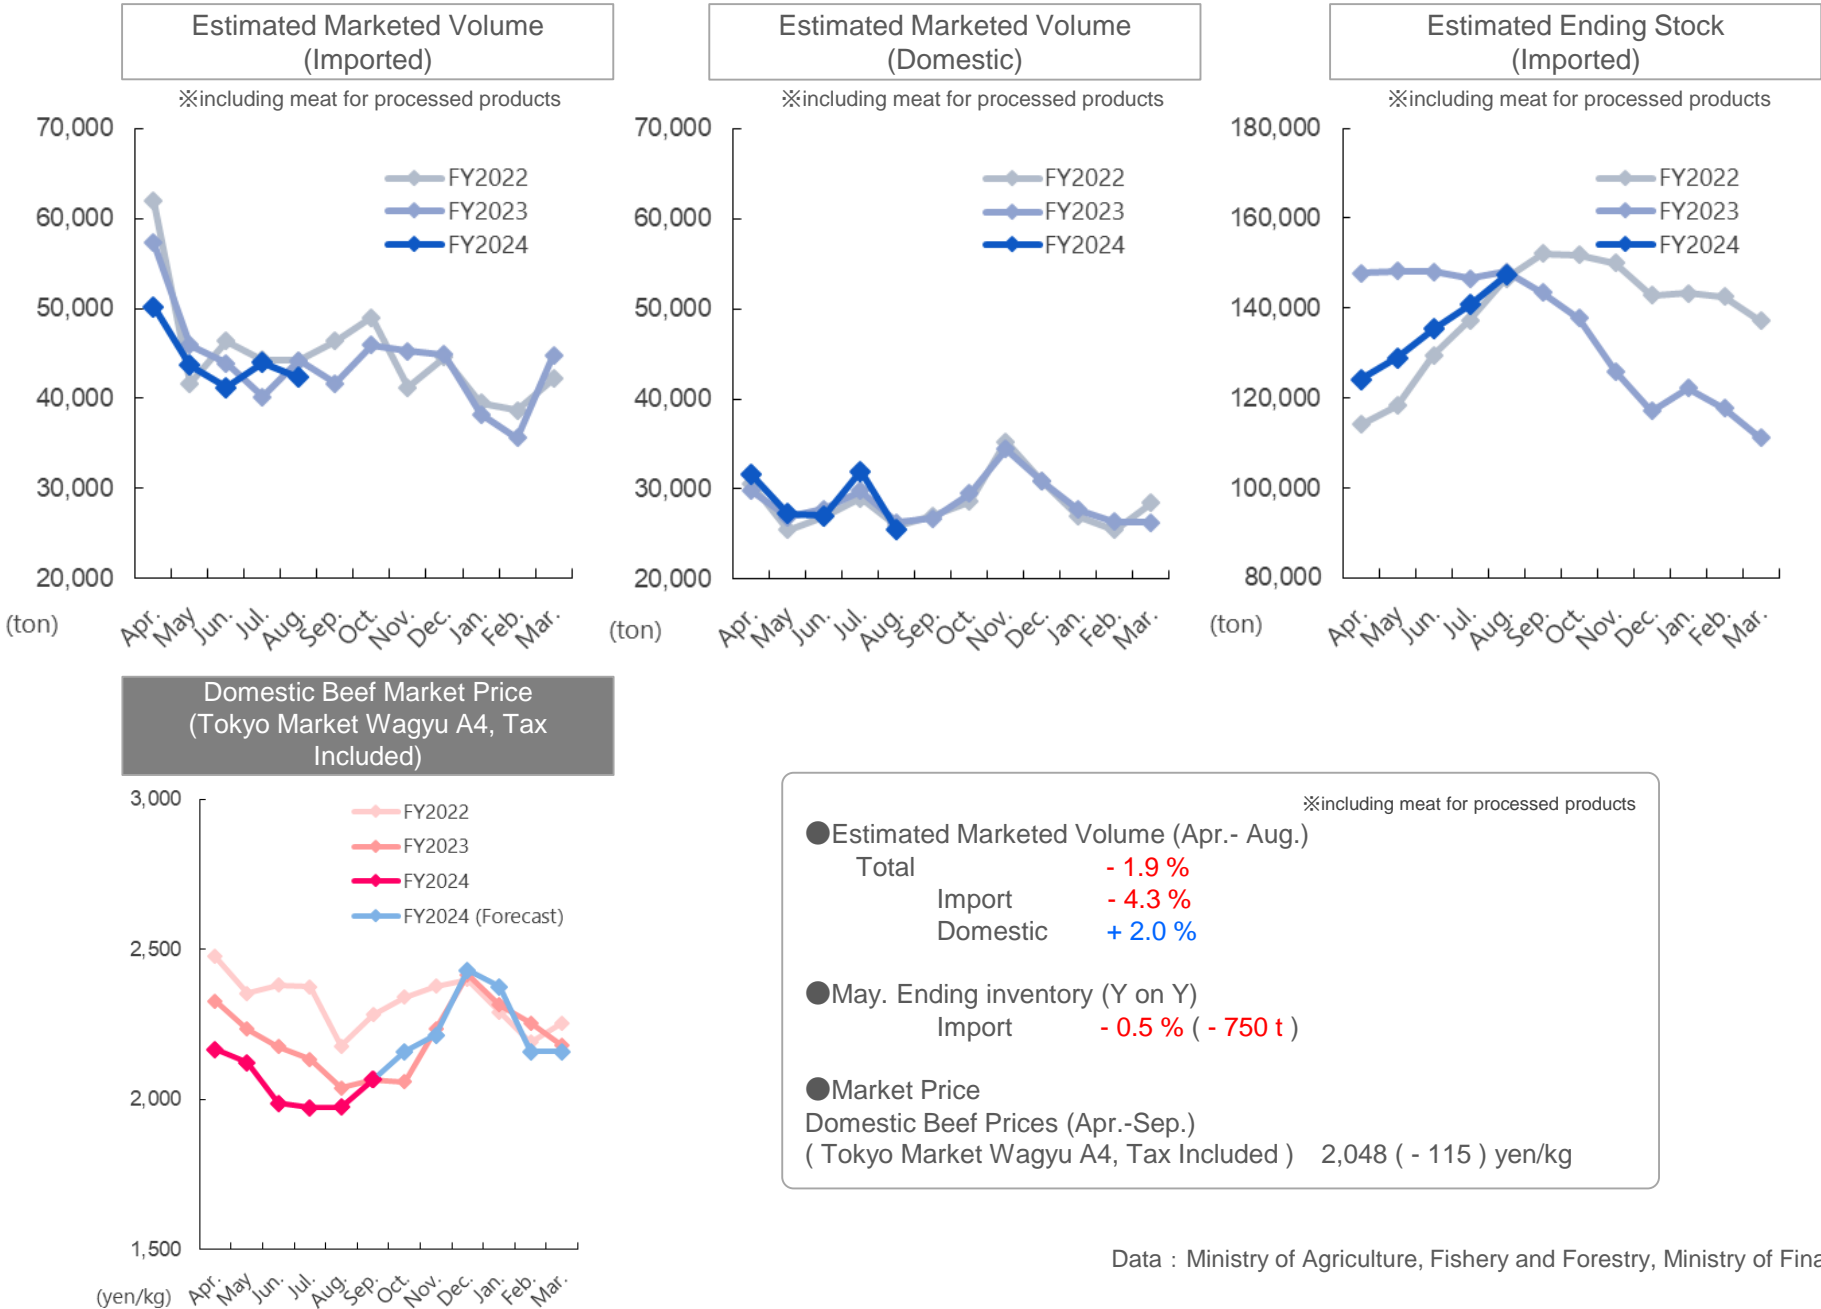 Estimated Marketed Volume
(Imported)
※including meat for processed products
70,000
60,000
50,000
40,000
30,000
20,000
FY2022
FY2023
FY2024
(ton)
Apr. May Jun. Jul. Aug. Sep. Oct. Nov. Dec. Jan. Feb. Mar.
Estimated Marketed Volume
(Domestic)
※including meat for processed products
70,000
60,000
50,000
40,000
30,000
20,000
FY2022
FY2023
FY2024
(ton)
Apr. May Jun. Jul. Aug. Sep. Oct. Nov. Dec. Jan. Feb. Mar.
Estimated Ending Stock
(Imported)
※including meat for processed products
180,000
160,000
140,000
120,000
100,000
80,000
FY2022
FY2023
FY2024
(ton)
Apr. May Jun. Jul. Aug. Sep. Oct. Nov. Dec. Jan. Feb. Mar.
Domestic Beef Market Price
(Tokyo Market Wagyu A4, Tax
Included)
3,000
2,500
2,000
1,500
FY2022
FY2023
FY2024
FY2024 (Forecast)
(yen/kg)
Apr. May Jun. Jul. Aug. Sep. Oct. Nov. Dec. Jan. Feb. Mar.
※including meat for processed products
●Estimated Marketed Volume (Apr.- Aug.)
Total - 1.9 %
Import - 4.3 %
Domestic + 2.0 %
●May. Ending inventory (Y on Y)
Import - 0.5 % ( - 750 t )
●Market Price
Domestic Beef Prices (Apr.-Sep.)
( Tokyo Market Wagyu A4, Tax Included ) 2,048 ( - 115 ) yen/kg
Data : Ministry of Agriculture, Fishery and Forestry, Ministry of Fina